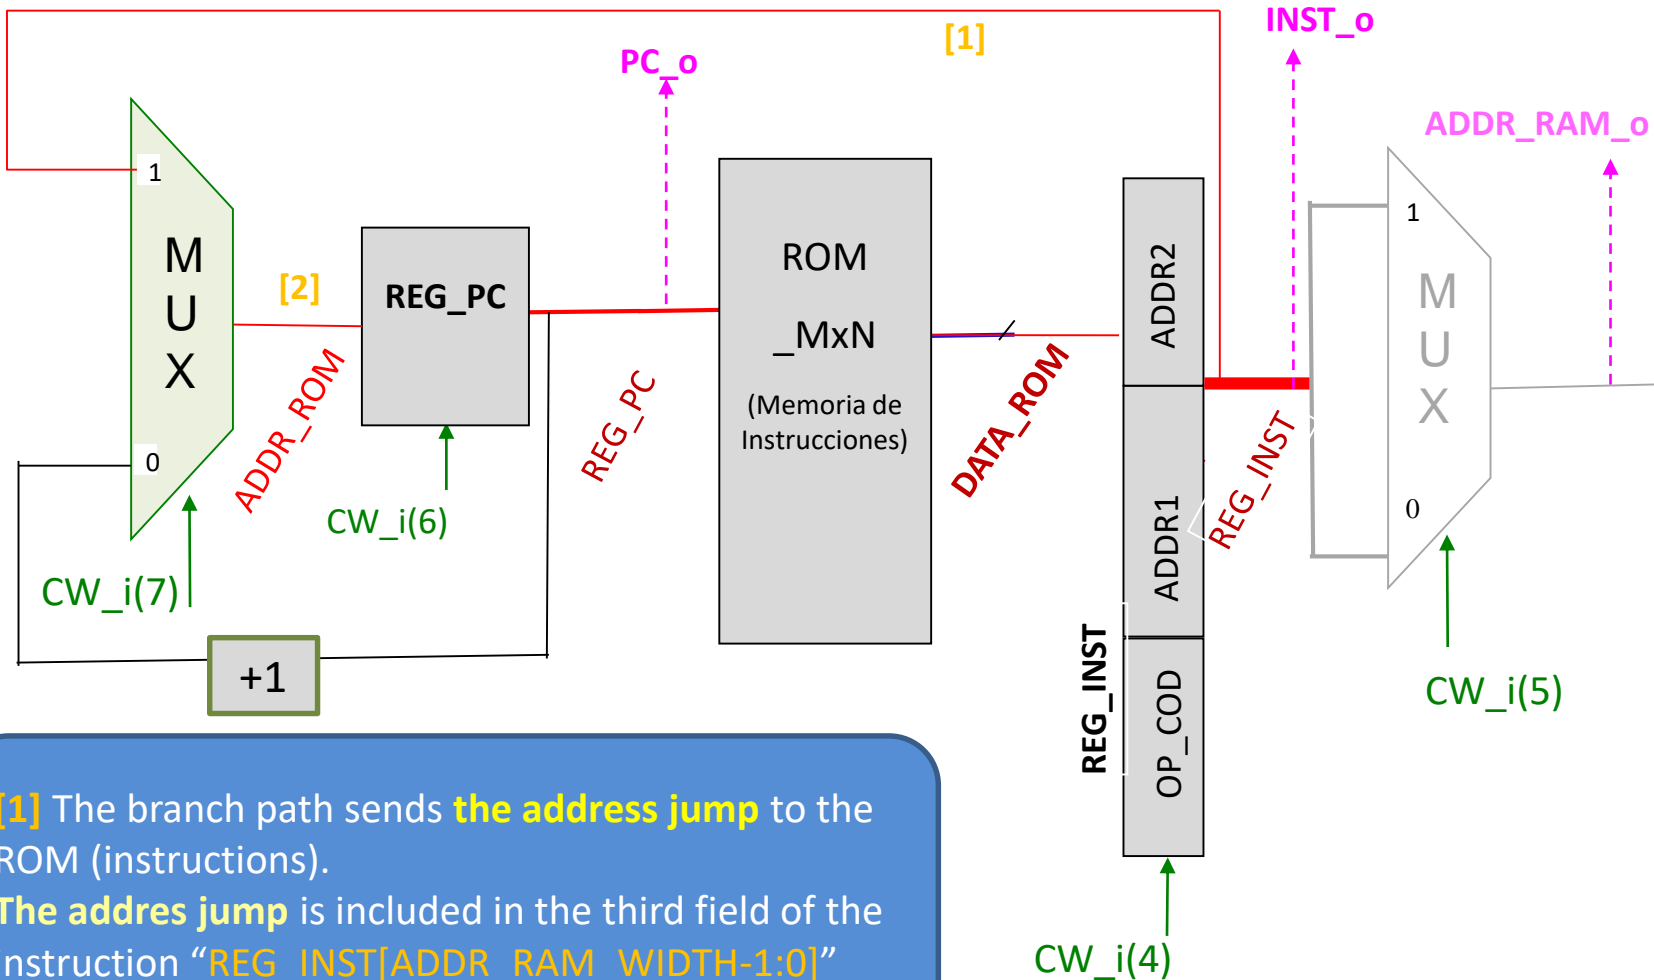 [1]
INST_o
PC_o
ADDR_RAM_o
1
MUX
0
[2]
ADDR_ROM
CW_i(7)
+1
REG_PC
CW_i(6)
REG_PC
ROM
_MxN
(Memoria de
Instrucciones)
DATA_ROM
ADDR2
ADDR1
OP_COD
REG_INST
REG_INST
CW_i(4)
1
MUX
0
CW_i(5)
[1] The branch path sends the address jump to the
ROM (instructions).
The addres jump is included in the third field of the
instruction “REG_INST[ADDR_RAM_WIDTH-1:0]”